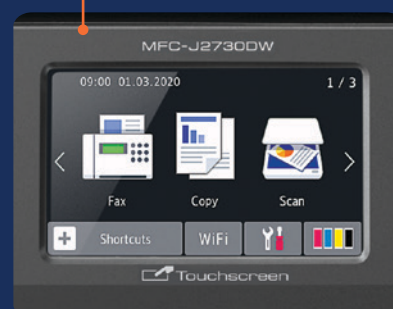 MFC-J2730DW
09:00 01.03.2020 1 / 3
Fax Copy Scan
Shortcuts WiFi
Touchscreen